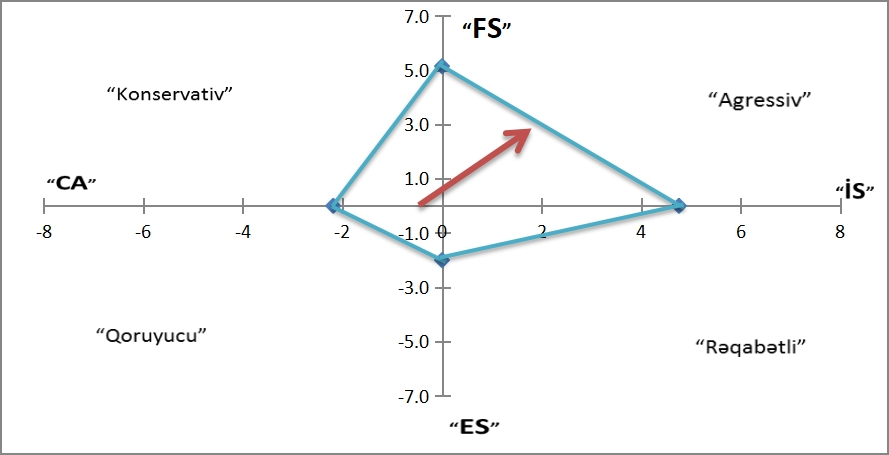 7.0
“FS”
5.0
“Konservativ”
“Agressiv”
3.0
1.0
“CA”
“İS”
-8 -6 -4 -2 0 2 4 6 8
-1.0
-3.0
“Qoruyucu”
“Rəqabətli”
-5.0
-7.0
“ES”